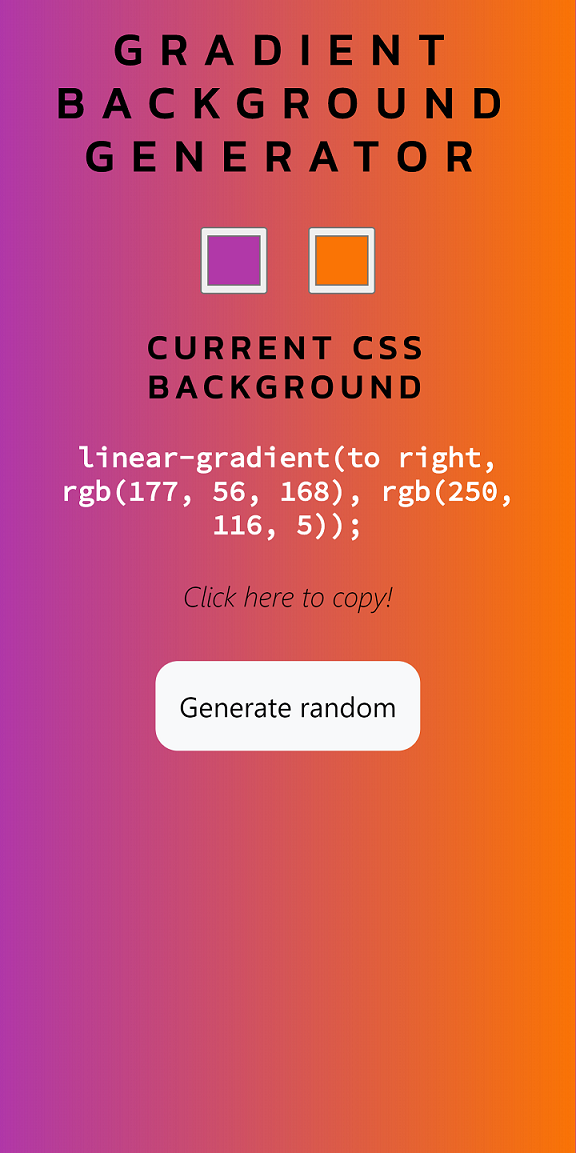 GRADIENT
BACKGROUND
GENERATOR
CURRENT CSS
BACKGROUND
linear-gradient(to right,
rgb(177, 56, 168), rgb(250,
116, 5));
Click here to copy!
Generate random